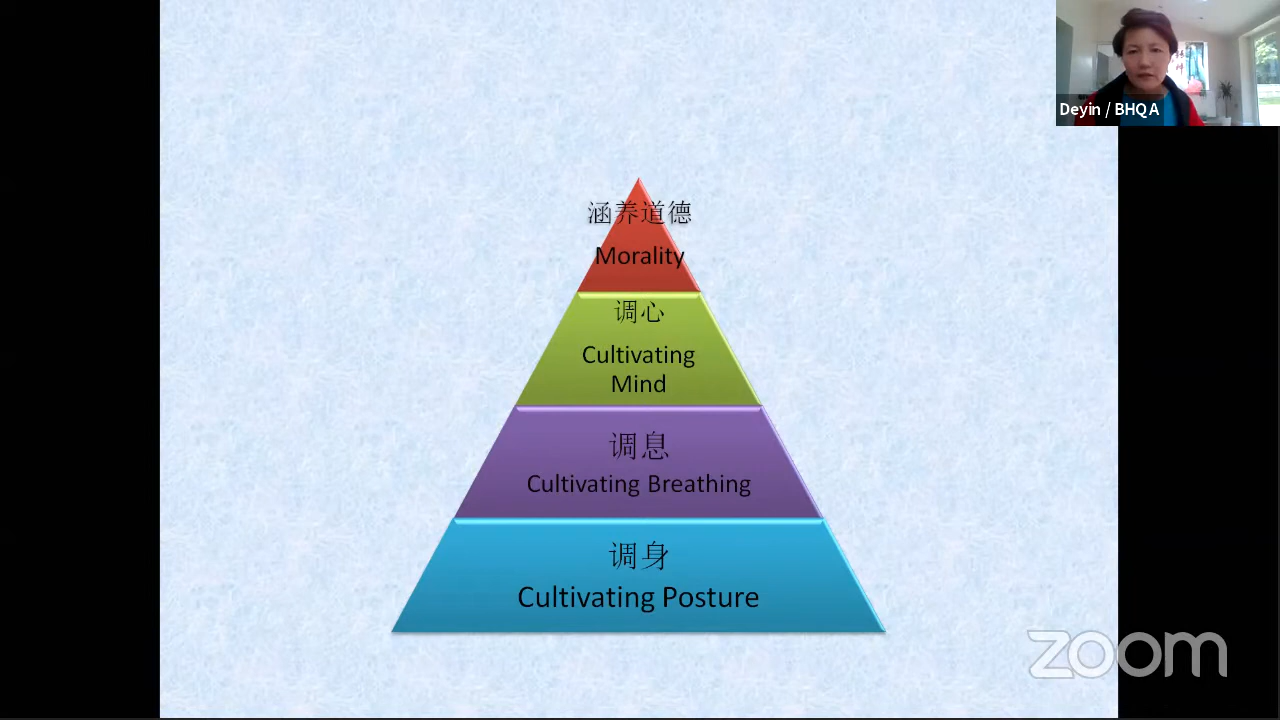 Deyin / BHQA
涵养道德
Morality
调心
Cultivating
Mind
调息
Cultivating Breathing
调身
Cultivating Posture
zoom